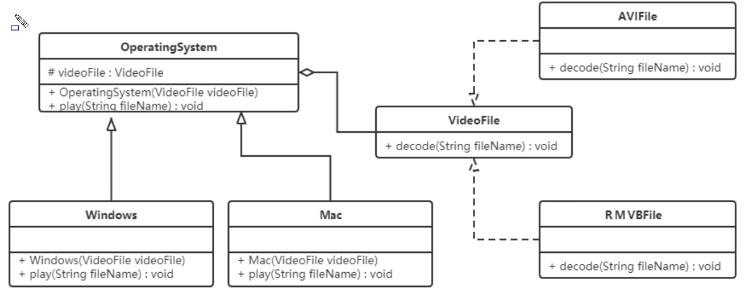 AVIFile
+ decode(String fileName) : void
OperatingSystem
# videoFile : VideoFile
+ OperatingSystem(VideoFile videoFile)
+ play(String fileName) : void
VideoFile
+ decode(String fileName) : void
Windows
+ Windows(VideoFile videoFile)
+ play(String fileName) : void
Mac
+ Mac(VideoFile videoFile)
+ play(String fileName) : void
RMVBFile
+ decode(String fileName) : void